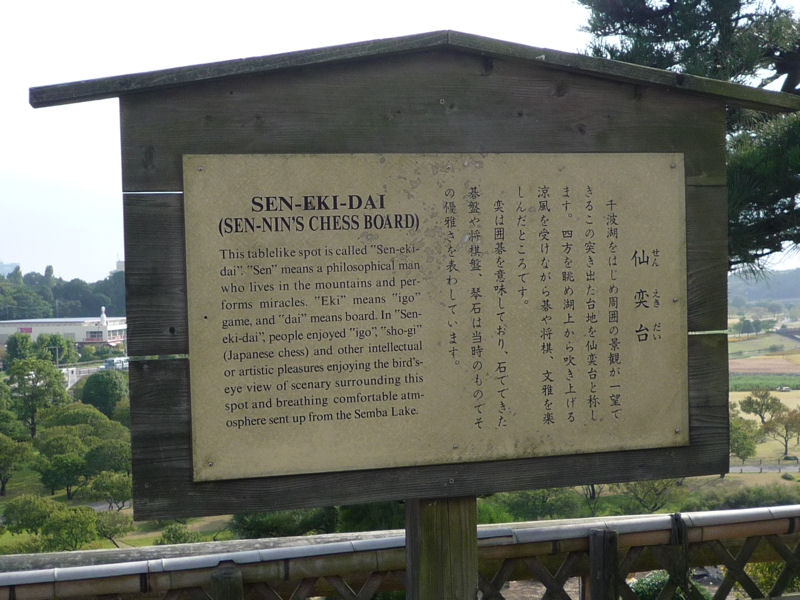 SEN-EKI-DAI
(SEN-NIN'S CHESS BOARD)
This tablelike spot is called "Sen-eki-
dai". "Sen" means a philosophical man
who lives in the mountains and per-
forms miracles. "Eki" means "igo"
game, and "dai" means board. In "Sen-
eki-dai", people enjoyed "igo", "sho-gi"
(Japanese chess) and other intellectual
or artistic pleasures enjoying the bird's-
eye view of scenary surrounding this
spot and breathing comfortable atm-
osphere sent up from the Semba Lake.
仙奕台
せんえきだい
千波湖をはじめ周囲の景観が一望で
きるこの突き出た台地を仙奕台と称し
ます。四方を眺め湖上から吹き上げる
涼風を受けながら碁や将棋、文雅を楽
しんだところです。
奕は囲碁を意味しており、石でできた
碁盤や将棋盤、琴石は当時のものでそ
の優雅さを表わしています。